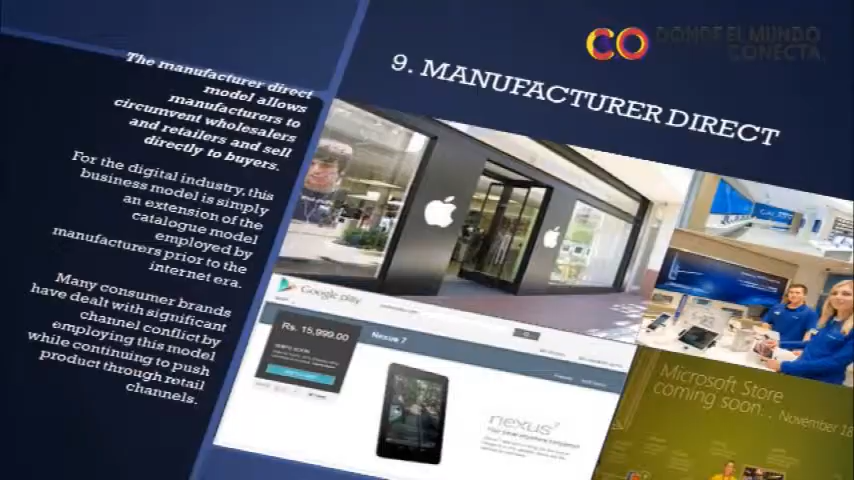 CO DONDE EL MUNDO
CONECTA
9. MANUFACTURER DIRECT
The manufacturer direct
model allows
manufacturers to
circumvent wholesalers
and retailers and sell
directly to buyers.
For the digital industry, this
business model is simply
an extension of the
catalogue model
employed by
manufacturers prior to the
internet era.
Many consumer brands
have dealt with significant
channel conflict by
employing this model
while continuing to push
product through retail
channels.
Google play
Rs. 15,999.00
Nexus 7
nexus 7
Microsoft Store
coming soon... November 18